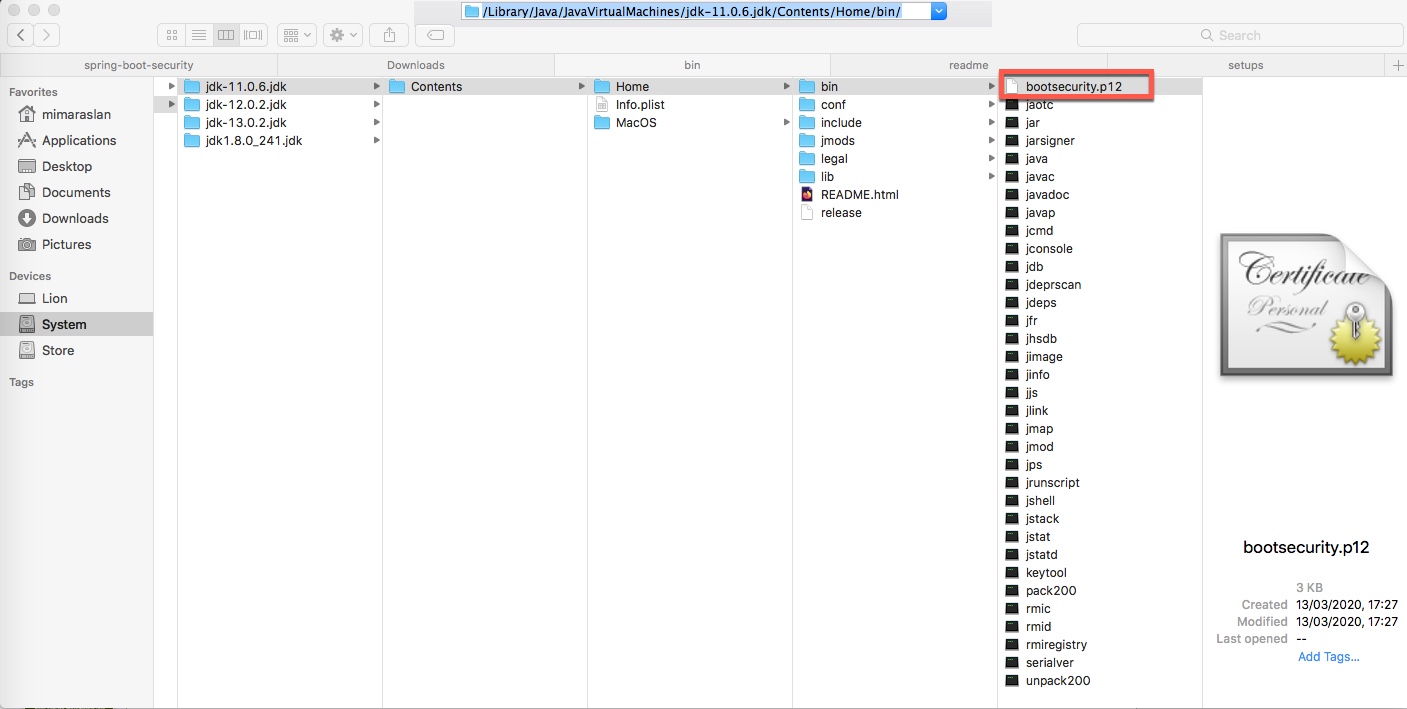 /Library/Java/JavaVirtualMachines/jdk-11.0.6.jdk/Contents/Home/bin/
Search
spring-boot-security
Downloads
bin
readme
setups
Favorites
mimaraslan
Applications
Desktop
Documents
Downloads
Pictures
Devices
Lion
System
Store
Tags
jdk-11.0.6.jdk
jdk-12.0.2.jdk
jdk-13.0.2.jdk
jdk1.8.0_241.jdk
Contents
Home
Info.plist
MacOS
bin
conf
include
jmods
legal
lib
README.html
release
bootsecurity.p12
jaotc
jar
jarsigner
java
javac
javadoc
javap
jcmd
jconsole
jdb
jdeprscan
jdeps
jfr
jhsdb
jimage
jinfo
jjs
jlink
jmap
jmod
jps
jrunscript
jshell
jstack
jstat
jstatd
keytool
pack200
rmic
rmid
rmiregistry
serialver
unpack200
Certificate
Personal
bootsecurity.p12
3 KB
Created 13/03/2020, 17:27
Modified 13/03/2020, 17:27
Last opened --
Add Tags...